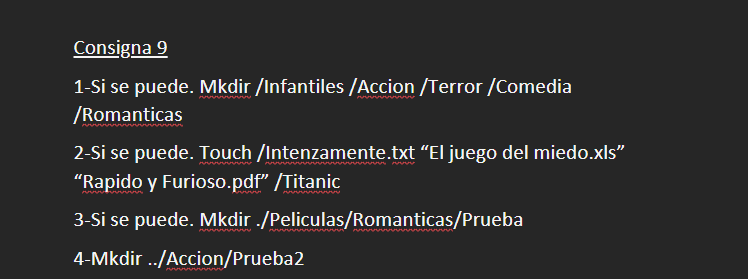 Consigna 9
1-Si se puede. Mkdir /Infantiles /Accion /Terror /Comedia
/Romanticas
2-Si se puede. Touch /Intenzamente.txt “El juego del miedo.xls”
“Rapido y Furioso.pdf” /Titanic
3-Si se puede. Mkdir ./Peliculas/Romanticas/Prueba
4-Mkdir ../Accion/Prueba2